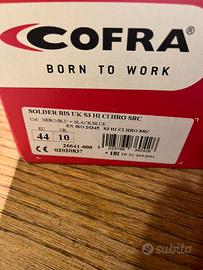 COFRA
BORN TO WORK
SOLDER BIS UK S3 HI CI HRO SRC
Col: NERO/BLU = BLACK/BLUE
EN ISO 20345 S3 HI CI HRO SRC
EU UK
44 10
26641-000
02020837
subito